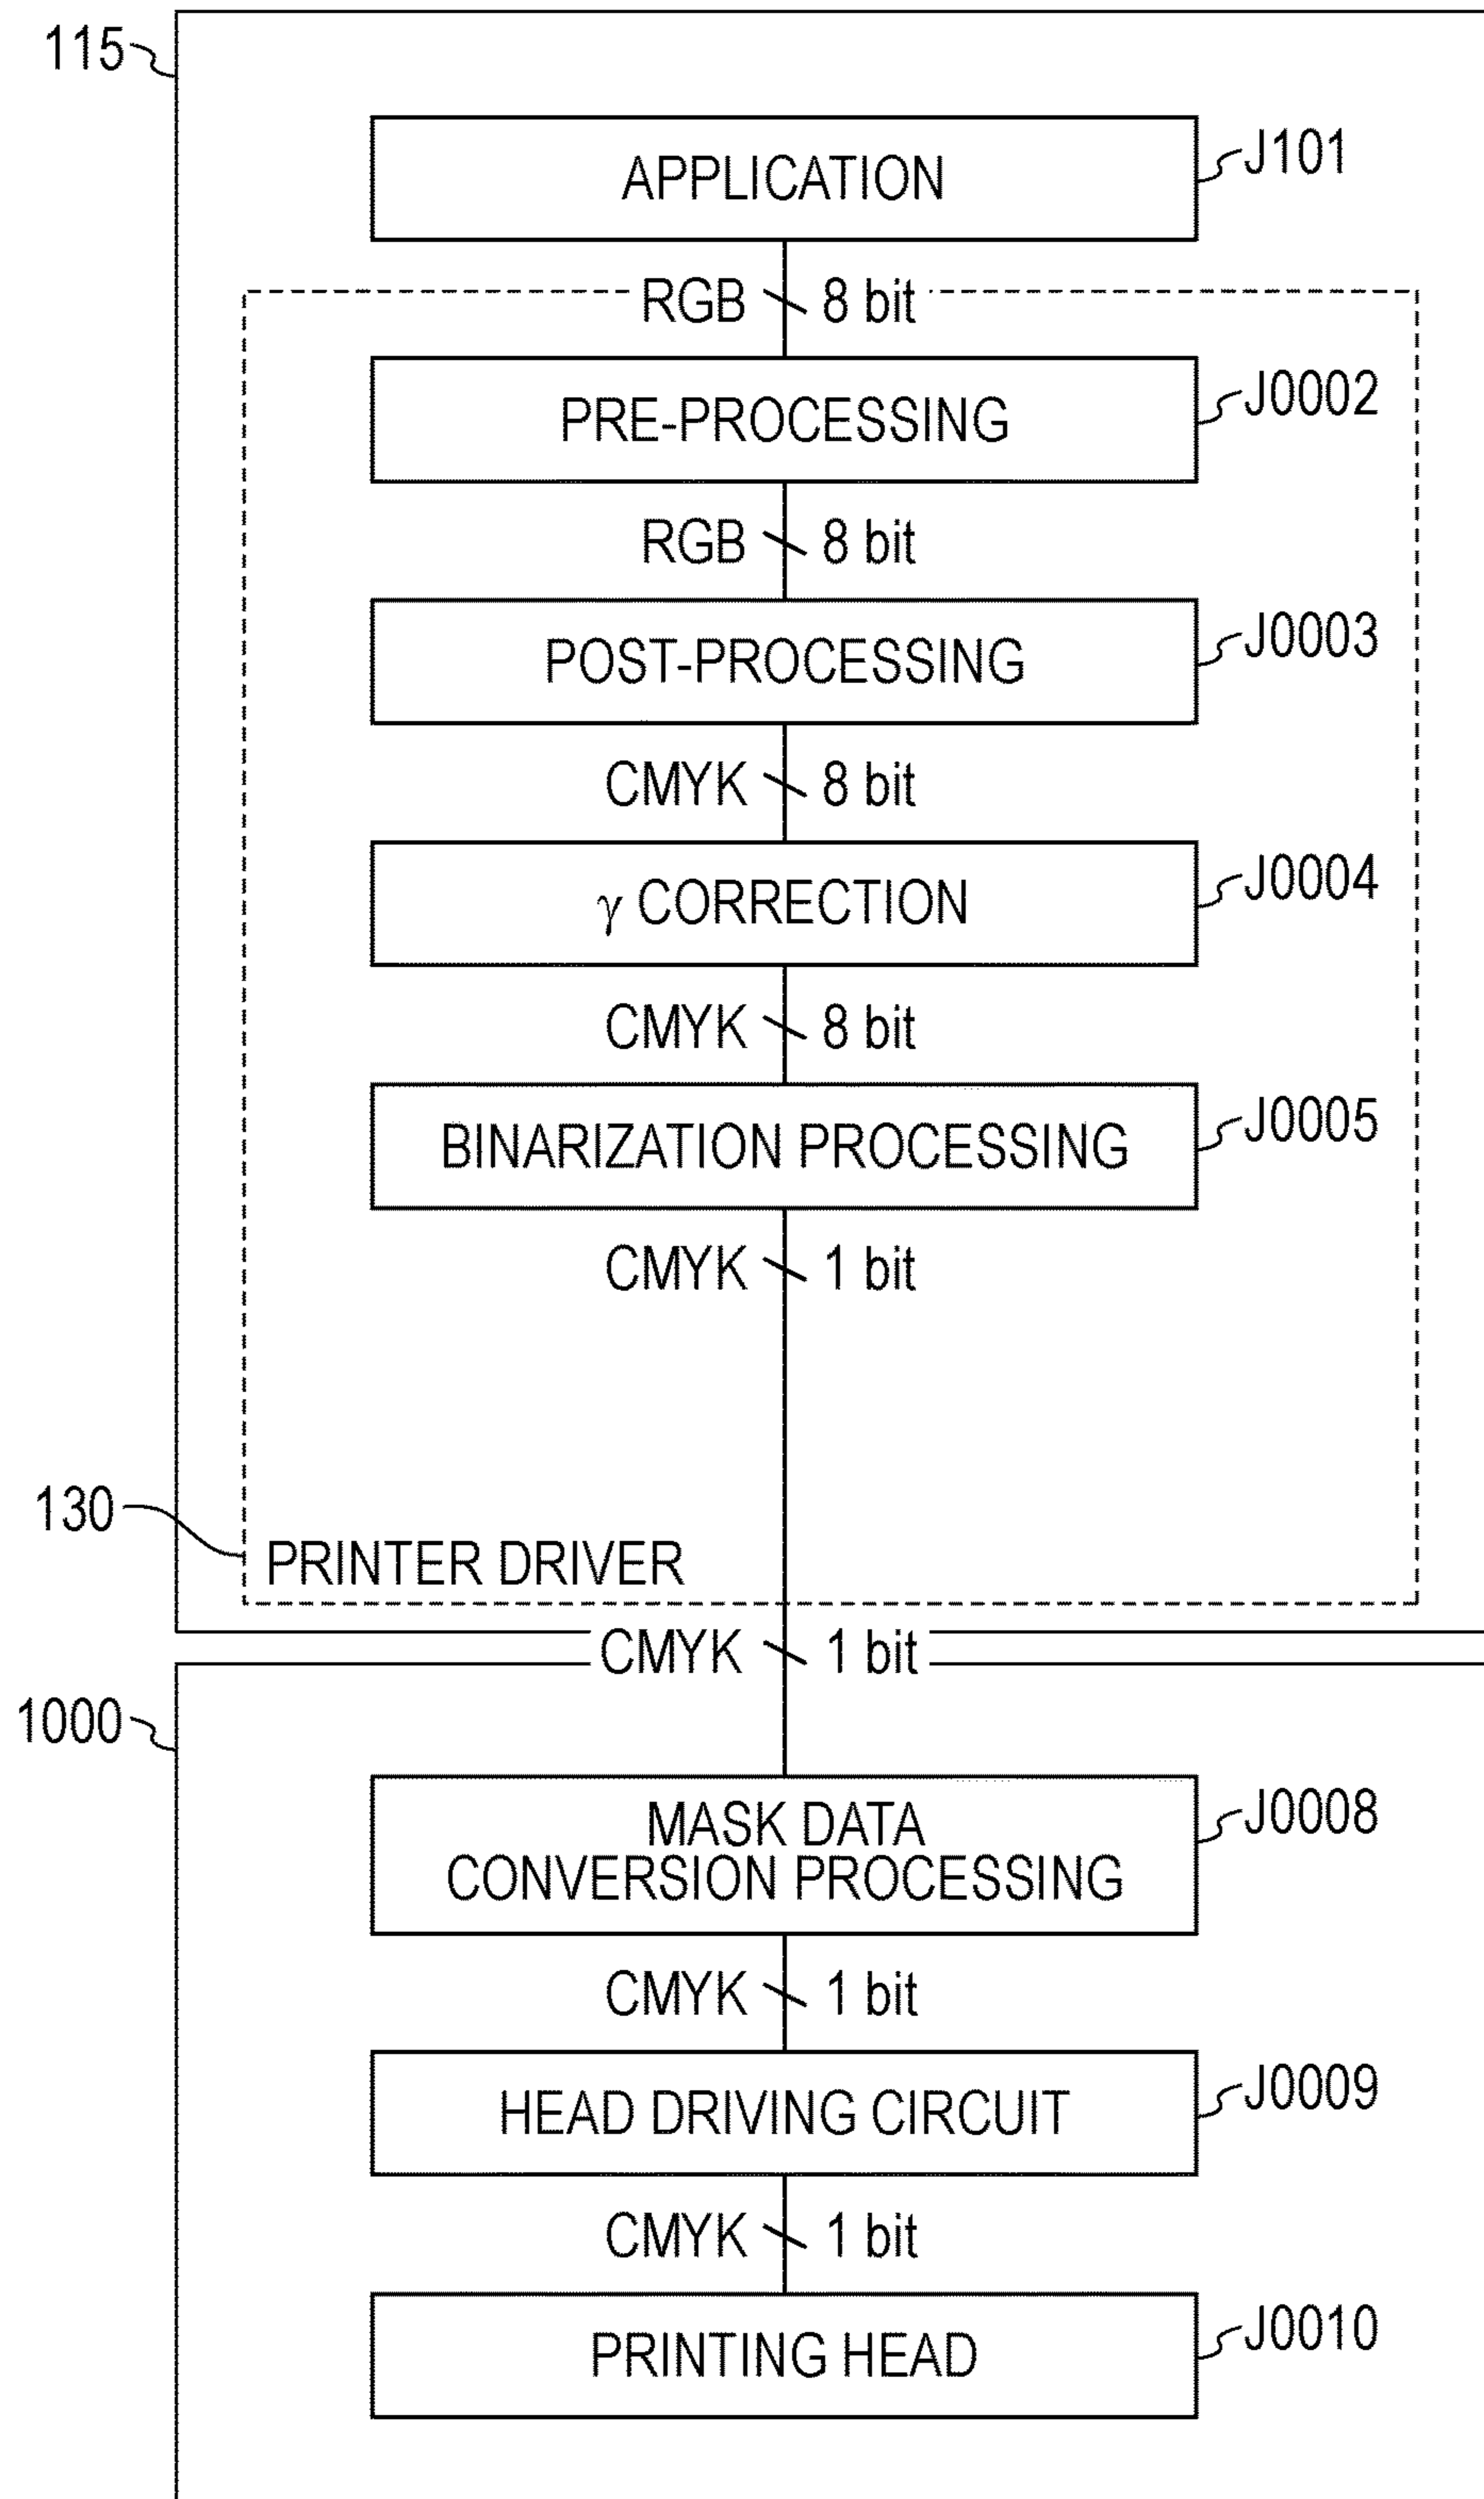 115
APPLICATION
J101
RGB 8 bit
PRE-PROCESSING
J0002
RGB 8 bit
POST-PROCESSING
J0003
CMYK 8 bit
γ CORRECTION
J0004
CMYK 8 bit
BINARIZATION PROCESSING
J0005
CMYK 1 bit
130
PRINTER DRIVER
CMYK 1 bit
1000
MASK DATA
CONVERSION PROCESSING
J0008
CMYK 1 bit
HEAD DRIVING CIRCUIT
J0009
CMYK 1 bit
PRINTING HEAD
J0010